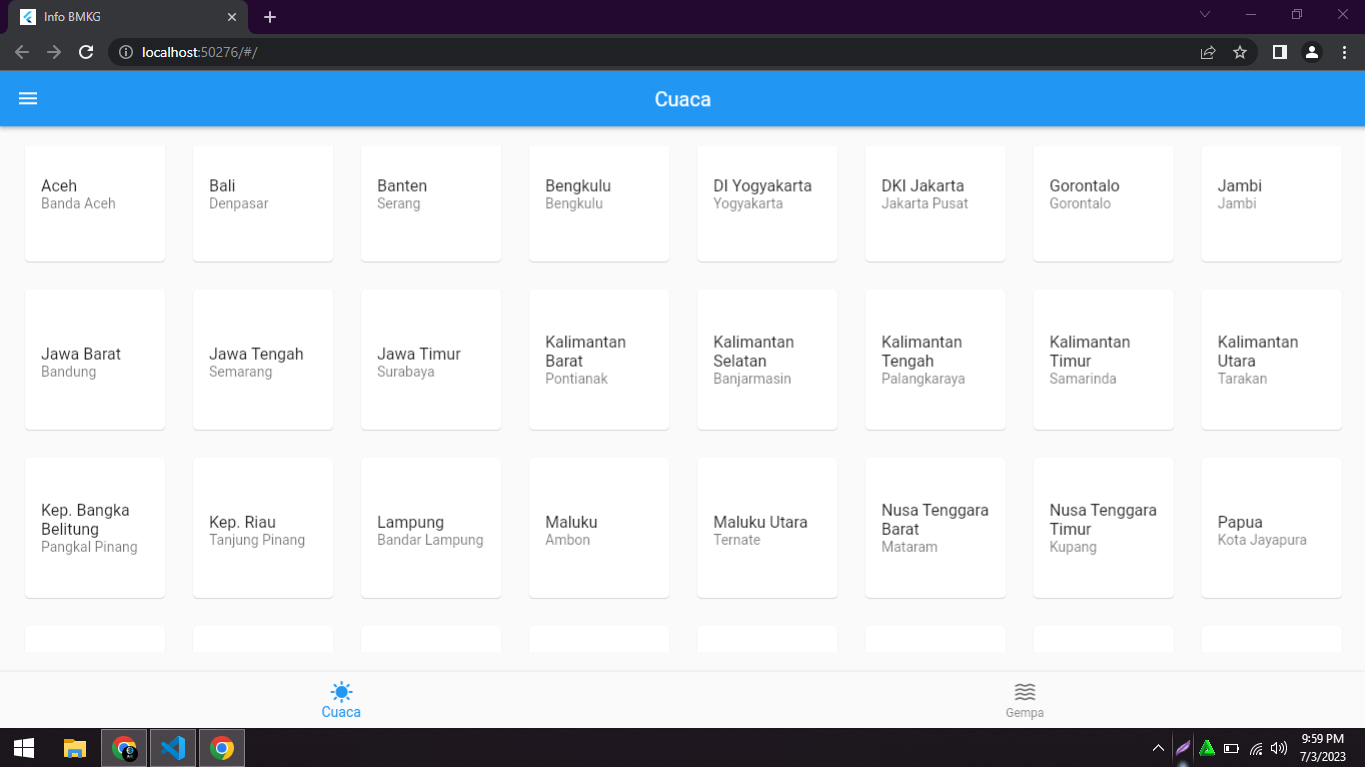 Info BMKG
localhost:50276/#/
Cuaca
Aceh
Banda Aceh
Bali
Denpasar
Banten
Serang
Bengkulu
Bengkulu
DI Yogyakarta
Yogyakarta
DKI Jakarta
Jakarta Pusat
Gorontalo
Gorontalo
Jambi
Jambi
Jawa Barat
Bandung
Jawa Tengah
Semarang
Jawa Timur
Surabaya
Kalimantan
Barat
Pontianak
Kalimantan
Selatan
Banjarmasin
Kalimantan
Tengah
Palangkaraya
Kalimantan
Timur
Samarinda
Kalimantan
Utara
Tarakan
Kep. Bangka
Belitung
Pangkal Pinang
Kep. Riau
Tanjung Pinang
Lampung
Bandar Lampung
Maluku
Ambon
Maluku Utara
Ternate
Nusa Tenggara
Barat
Mataram
Nusa Tenggara
Timur
Kupang
Papua
Kota Jayapura
Cuaca
Gempa
9:59 PM
7/3/2023